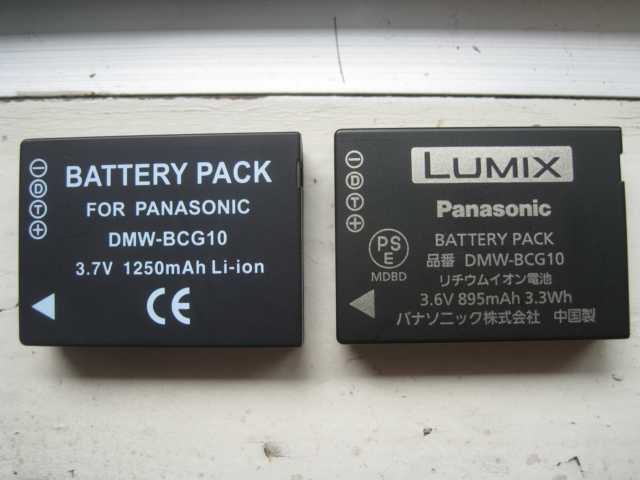 BATTERY PACK
FOR PANASONIC
DMW-BCG10
3.7V 1250mAh Li-ion
CE
D
T
LUMIX
Panasonic
BATTERY PACK
品番 DMW-BCG10
リチウムイオン電池
3.6V 895mAh 3.3Wh
パナソニック株式会社 中国製
PS
E
MDBD
D
T